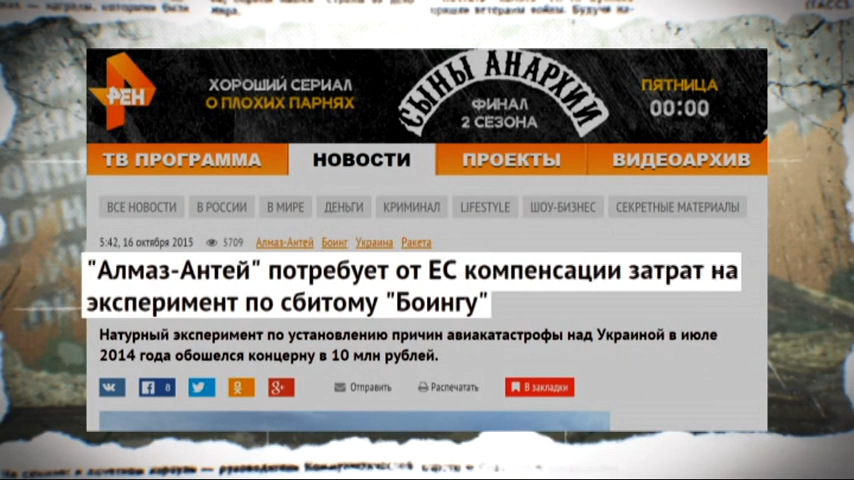 РЕН
ХОРОШИЙ СЕРИАЛ
О ПЛОХИХ ПАРНЯХ
СЫНЫ АНАРХИИ
ФИНАЛ
2 СЕЗОНА
ПЯТНИЦА
00:00
ТВ ПРОГРАММА НОВОСТИ ПРОЕКТЫ ВИДЕОАРХИВ
ВСЕ НОВОСТИ В РОССИИ В МИРЕ ДЕНЬГИ КРИМИНАЛ LIFESTYLE ШОУ-БИЗНЕС СЕКРЕТНЫЕ МАТЕРИАЛЫ
5:42, 16 октября 2015 5709 Алмаз-Антей Боинг Украина Ракета
"Алмаз-Антей" потребует от ЕС компенсации затрат на
эксперимент по сбитому "Боингу"
Натурный эксперимент по установлению причин авиакатастрофы над Украиной в июле
2014 года обошелся концерну в 10 млн рублей.
8 Отправить Распечатать В закладки